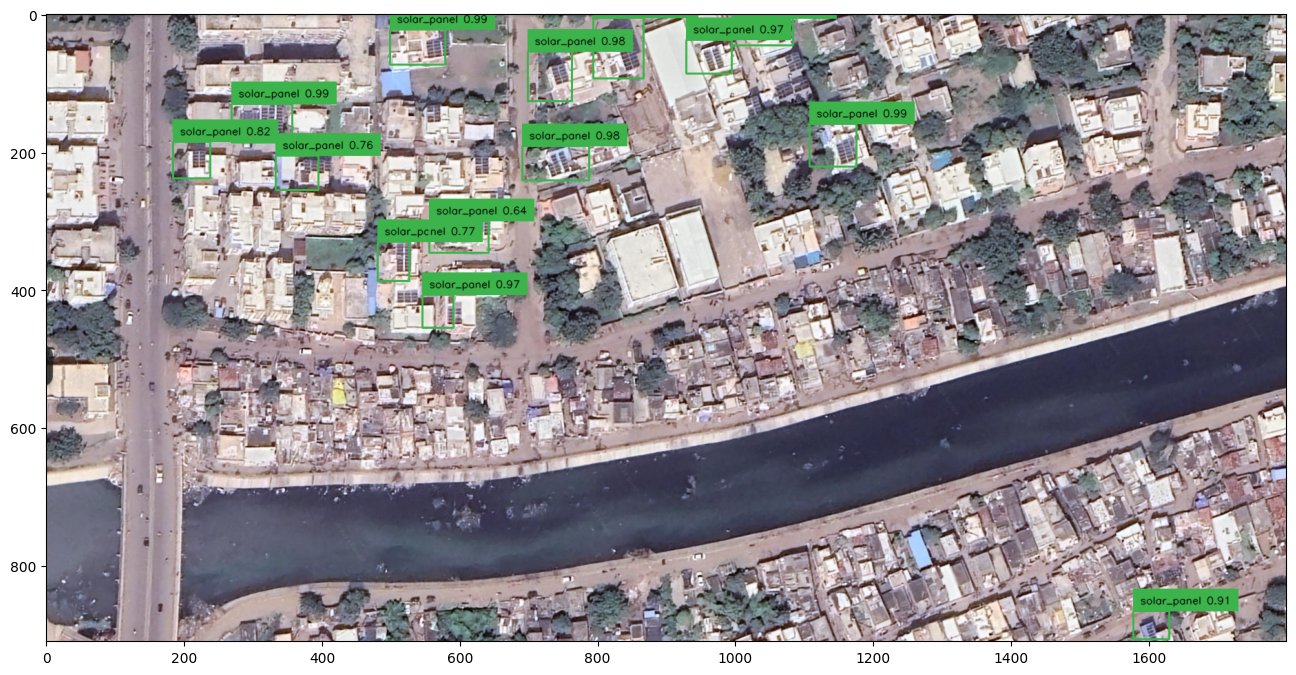 0
solar_panel 0.99
solar_panel 0.98
solar_panel 0.97
solar_panel 0.99
solar_panel 0.99
solar_panel 0.82
solar_panel 0.98
solar_panel 0.76
200
solar_panel 0.64
solar_panel 0.77
solar_panel 0.97
400
600
800
solar_panel 0.91
0 200 400 600 800 1000 1200 1400 1600